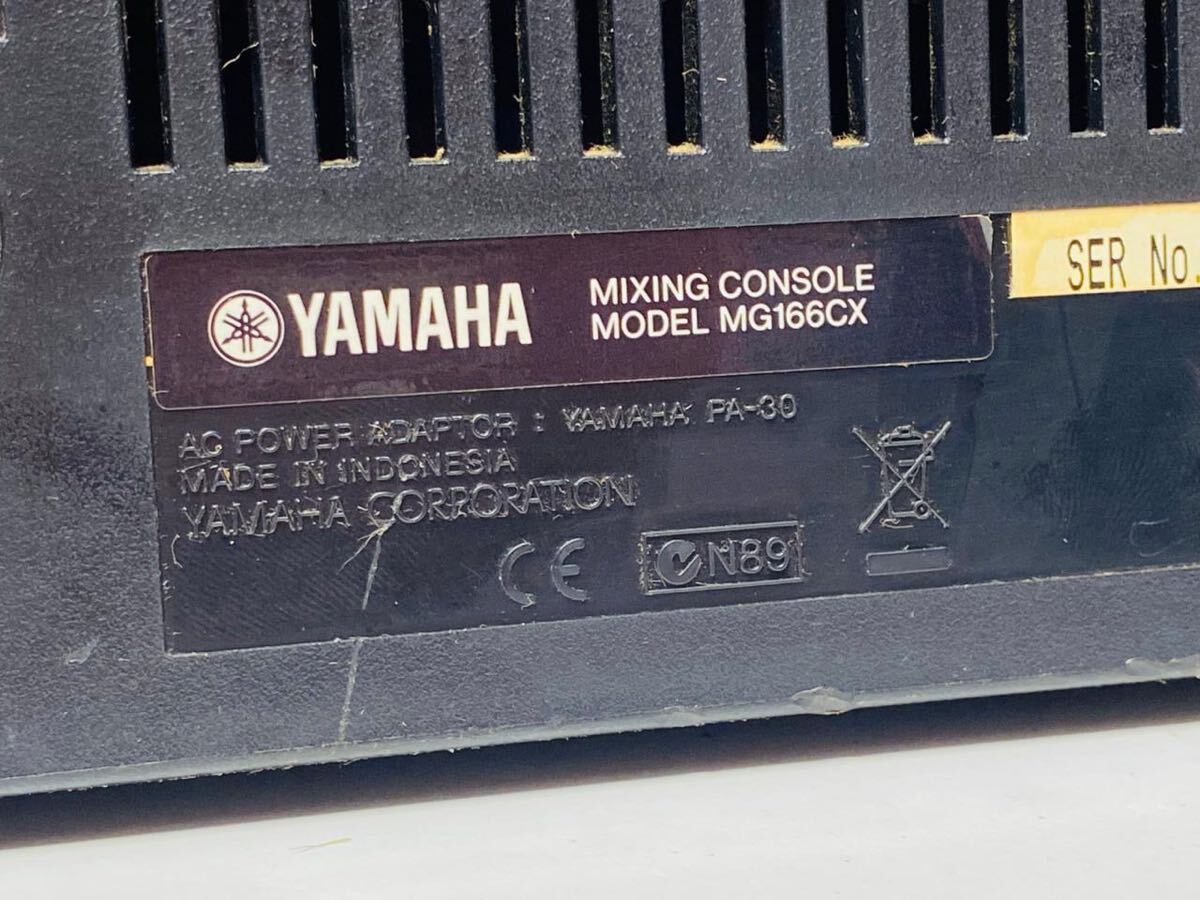 YAMAHA
MIXING CONSOLE
MODEL MG166CX
SER No.
AC POWER ADAPTOR : YAMAHA PA-30
MADE IN INDONESIA
YAMAHA CORPORATION
CE
N89